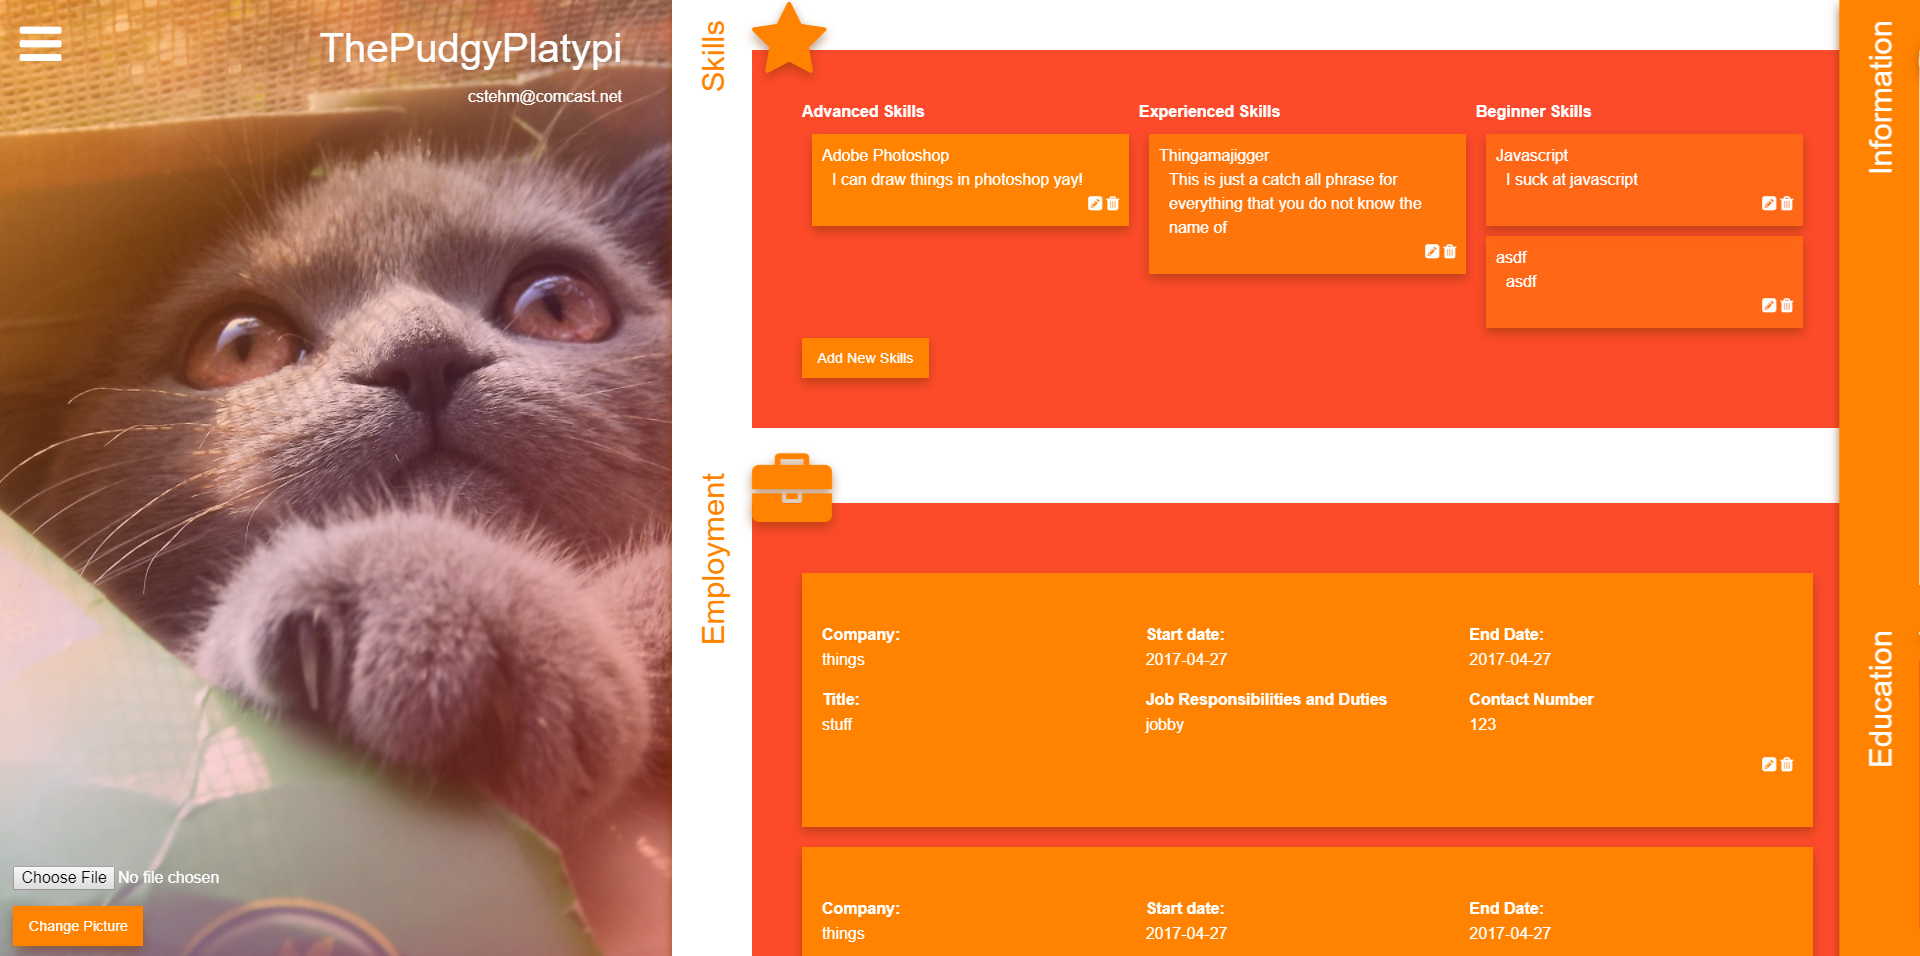 ThePudgyPlatypi
cstehm@comcast.net
Choose File No file chosen
Change Picture
Skills
Advanced Skills
Adobe Photoshop
I can draw things in photoshop yay!
Experienced Skills
Thingamajigger
This is just a catch all phrase for
everything that you do not know the
name of
Beginner Skills
Javascript
I suck at javascript
asdf
asdf
Add New Skills
Employment
Company:
things
Start date:
2017-04-27
End Date:
2017-04-27
Title:
stuff
Job Responsibilities and Duties
jobby
Contact Number
123
Company:
things
Start date:
2017-04-27
End Date:
2017-04-27
Information
Education